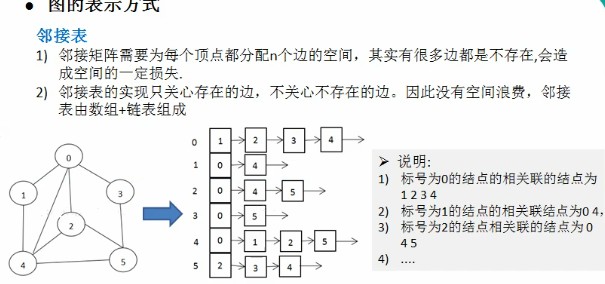 ● 图的表示方式
邻接表
1) 邻接矩阵需要为每个顶点都分配n个边的空间，其实有很多边都是不存在,会造
成空间的一定损失.
2) 邻接表的实现只关心存在的边，不关心不存在的边。因此没有空间浪费，邻接
表由数组+链表组成
0
1
3
2
4
5
0 1 2 3 4
1 0 4
2 0 4 5
3 0 5
4 0 1 2 5
5 2 3 4
➢ 说明:
1) 标号为0的结点的相关联的结点为
1 2 3 4
2) 标号为1的结点的相关联结点为0 4，
3) 标号为2的结点相关联的结点为 0
4 5
4) ....